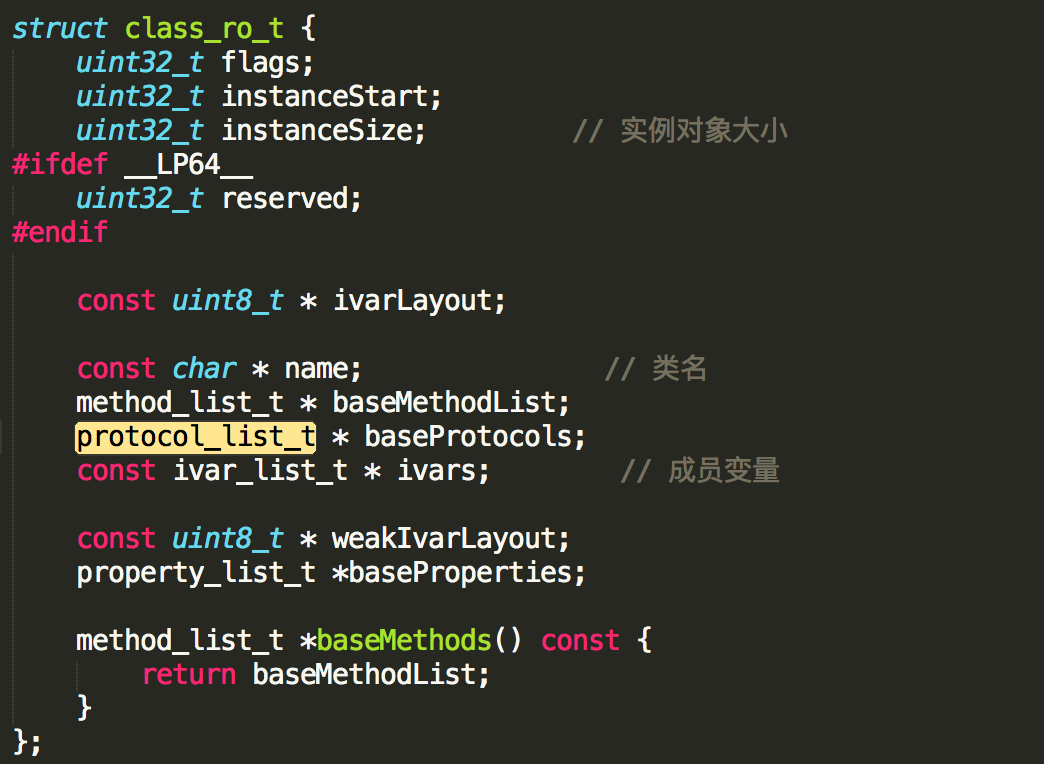 struct class_ro_t {
    uint32_t flags;
    uint32_t instanceStart;
    uint32_t instanceSize;         // 实例对象大小
#ifdef __LP64__
    uint32_t reserved;
#endif

    const uint8_t * ivarLayout;

    const char * name;               // 类名
    method_list_t * baseMethodList;
    protocol_list_t * baseProtocols;
    const ivar_list_t * ivars;        // 成员变量

    const uint8_t * weakIvarLayout;
    property_list_t *baseProperties;

    method_list_t *baseMethods() const {
        return baseMethodList;
    }
};